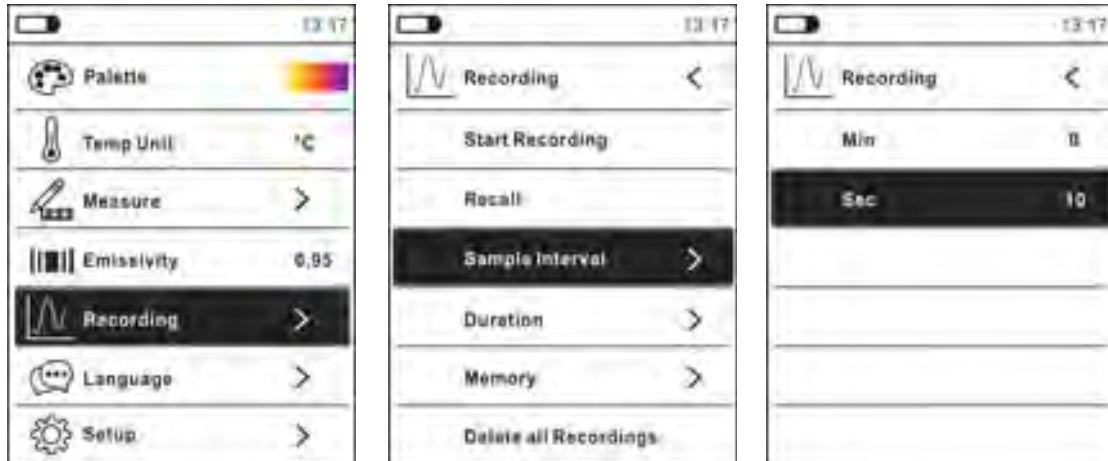 13:17
Palette
Temp Unit °C
Measure >
Emissivity 0,95
Recording >
Language >
Setup >
13:17
Recording <
Start Recording
Recall
Sample Interval >
Duration >
Memory >
Delete all Recordings
13:17
Recording <
Min 0
Sec 10